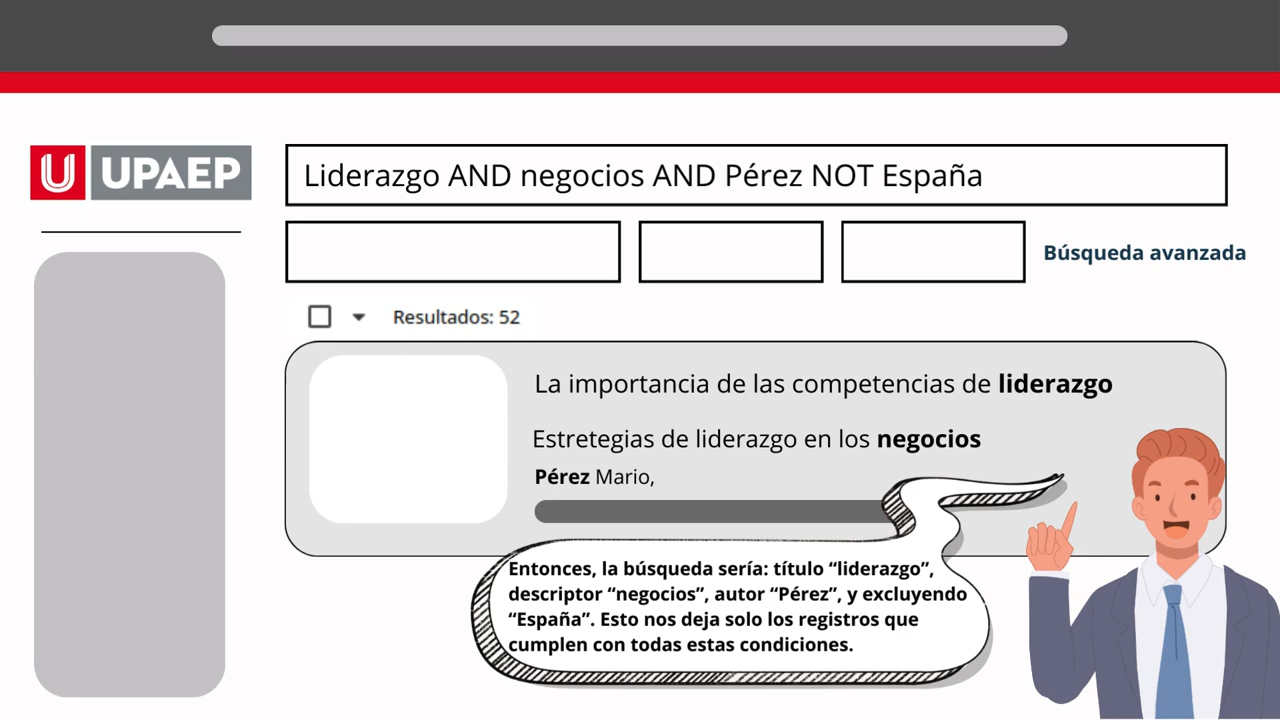 U UPAEP
Liderazgo AND negocios AND Pérez NOT España
Búsqueda avanzada
Resultados: 52
La importancia de las competencias de liderazgo
Estretegias de liderazgo en los negocios
Pérez Mario,
Entonces, la búsqueda sería: título “liderazgo”,
descriptor “negocios”, autor “Pérez”, y excluyendo
“España”. Esto nos deja solo los registros que
cumplen con todas estas condiciones.